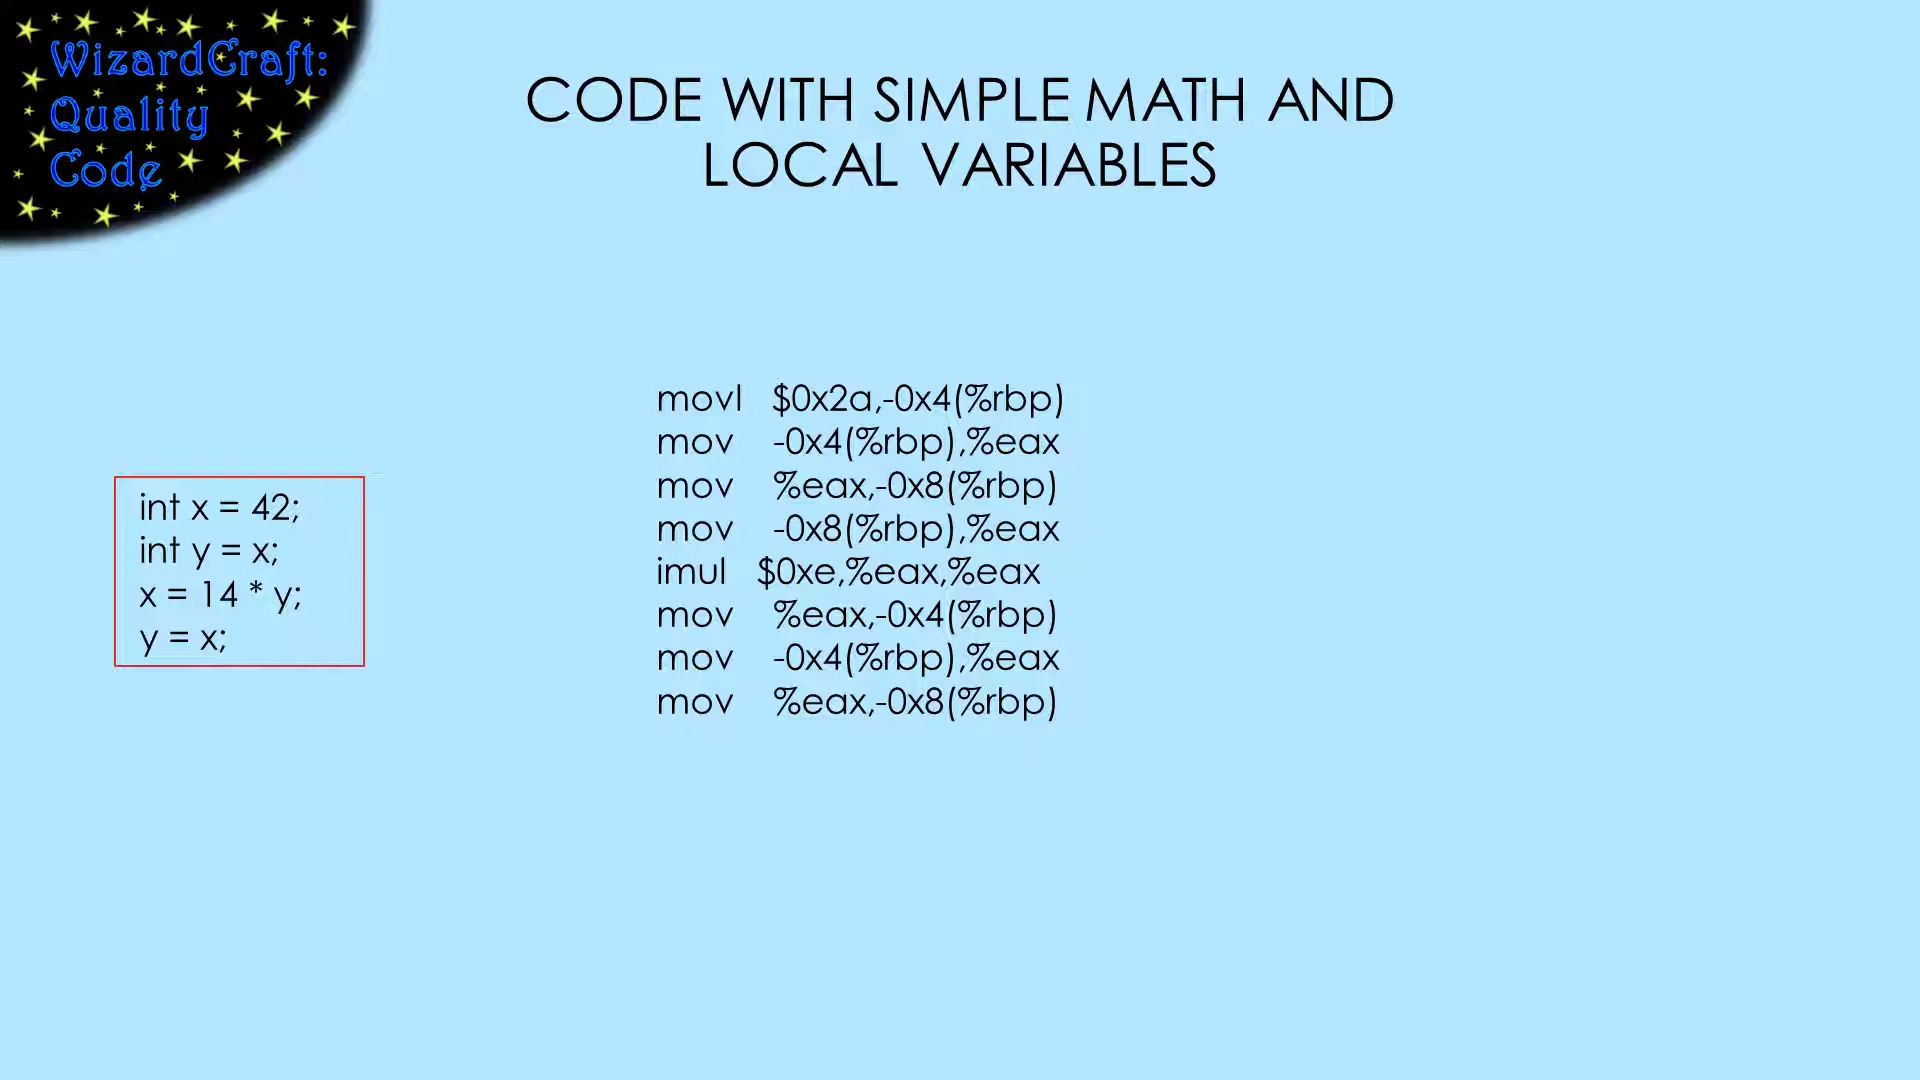 WizardCraft:
Quality
Code
CODE WITH SIMPLE MATH AND
LOCAL VARIABLES
int x = 42;
int y = x;
x = 14 * y;
y = x;
movl $0x2a,-0x4(%rbp)
mov -0x4(%rbp),%eax
mov %eax,-0x8(%rbp)
mov -0x8(%rbp),%eax
imul $0xe,%eax,%eax
mov %eax,-0x4(%rbp)
mov -0x4(%rbp),%eax
mov %eax,-0x8(%rbp)